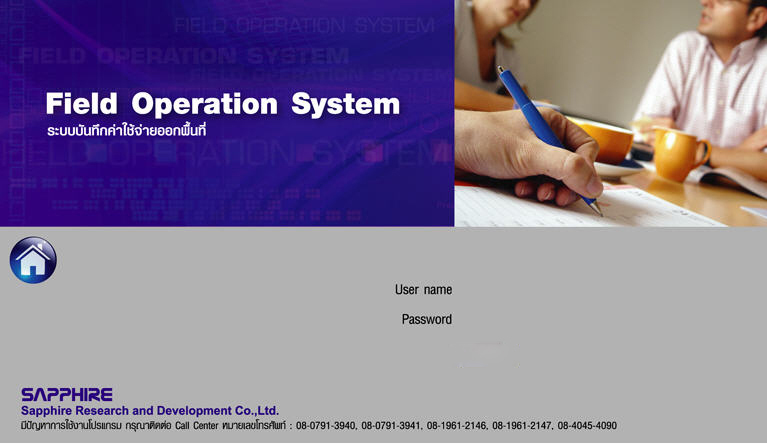 FIELD OPERATION SYSTEM
FIELD OPERATION SYSTEM
FIELD OPERATION SYSTEM
Field Operation System
ระบบบันทึกค่าใช้จ่ายออกพื้นที่
FIELD OPERATION SYSTEM
User name
Password
SAPPHIRE
Sapphire Research and Development Co.,Ltd.
มีปัญหาการใช้งานโปรแกรม กรุณาติดต่อ Call Center หมายเลขโทรศัพท์ : 08-0791-3940, 08-0791-3941, 08-1961-2146, 08-1961-2147, 08-4045-4090